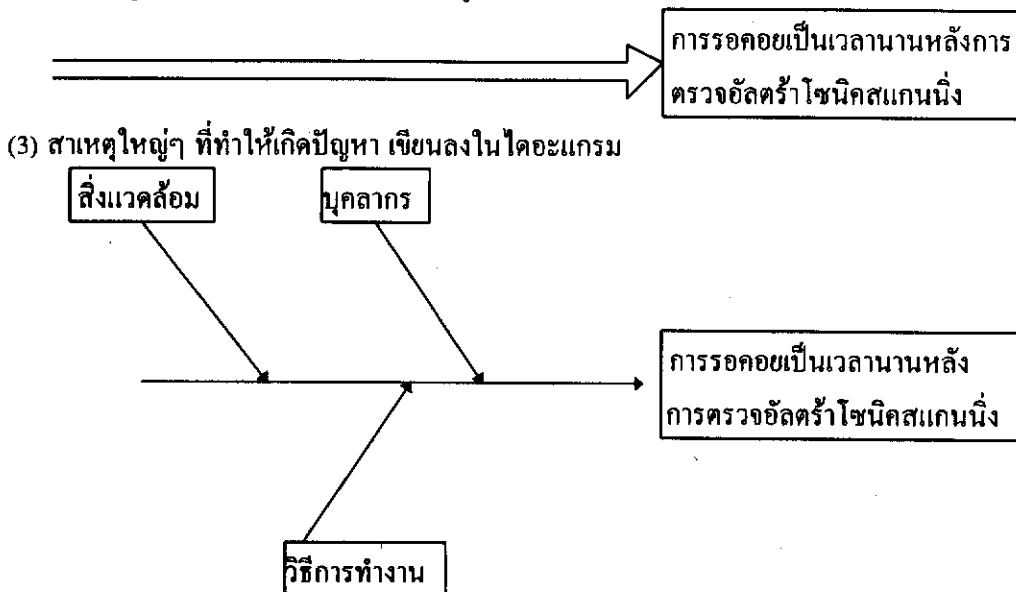 การรอคอยเป็นเวลานานหลังการ
ตรวจอัลตร้าโซนิคสแกนนิ่ง
(3) สาเหตุใหญ่ๆ ที่ทำให้เกิดปัญหา เขียนลงในไดอะแกรม
สิ่งแวดล้อม
บุคลากร
การรอคอยเป็นเวลานานหลัง
การตรวจอัลตร้าโซนิคสแกนนิ่ง
วิธีการทำงาน